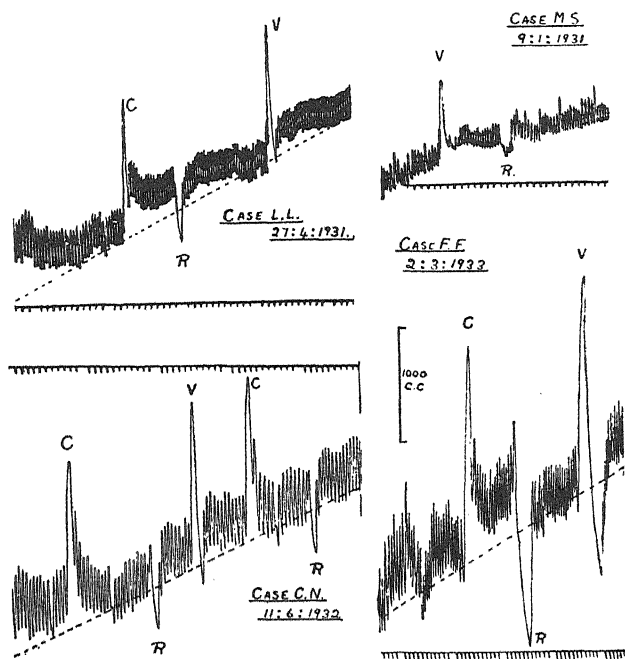 V
C
R
CASE L.L.
27:4:1931.
CASE M S
9:1:1931
V
R.
CASE F.F
2:3:1933
V
C
1000
C.C
R
C
V
C
R
R
CASE C.N.
11:6:1932